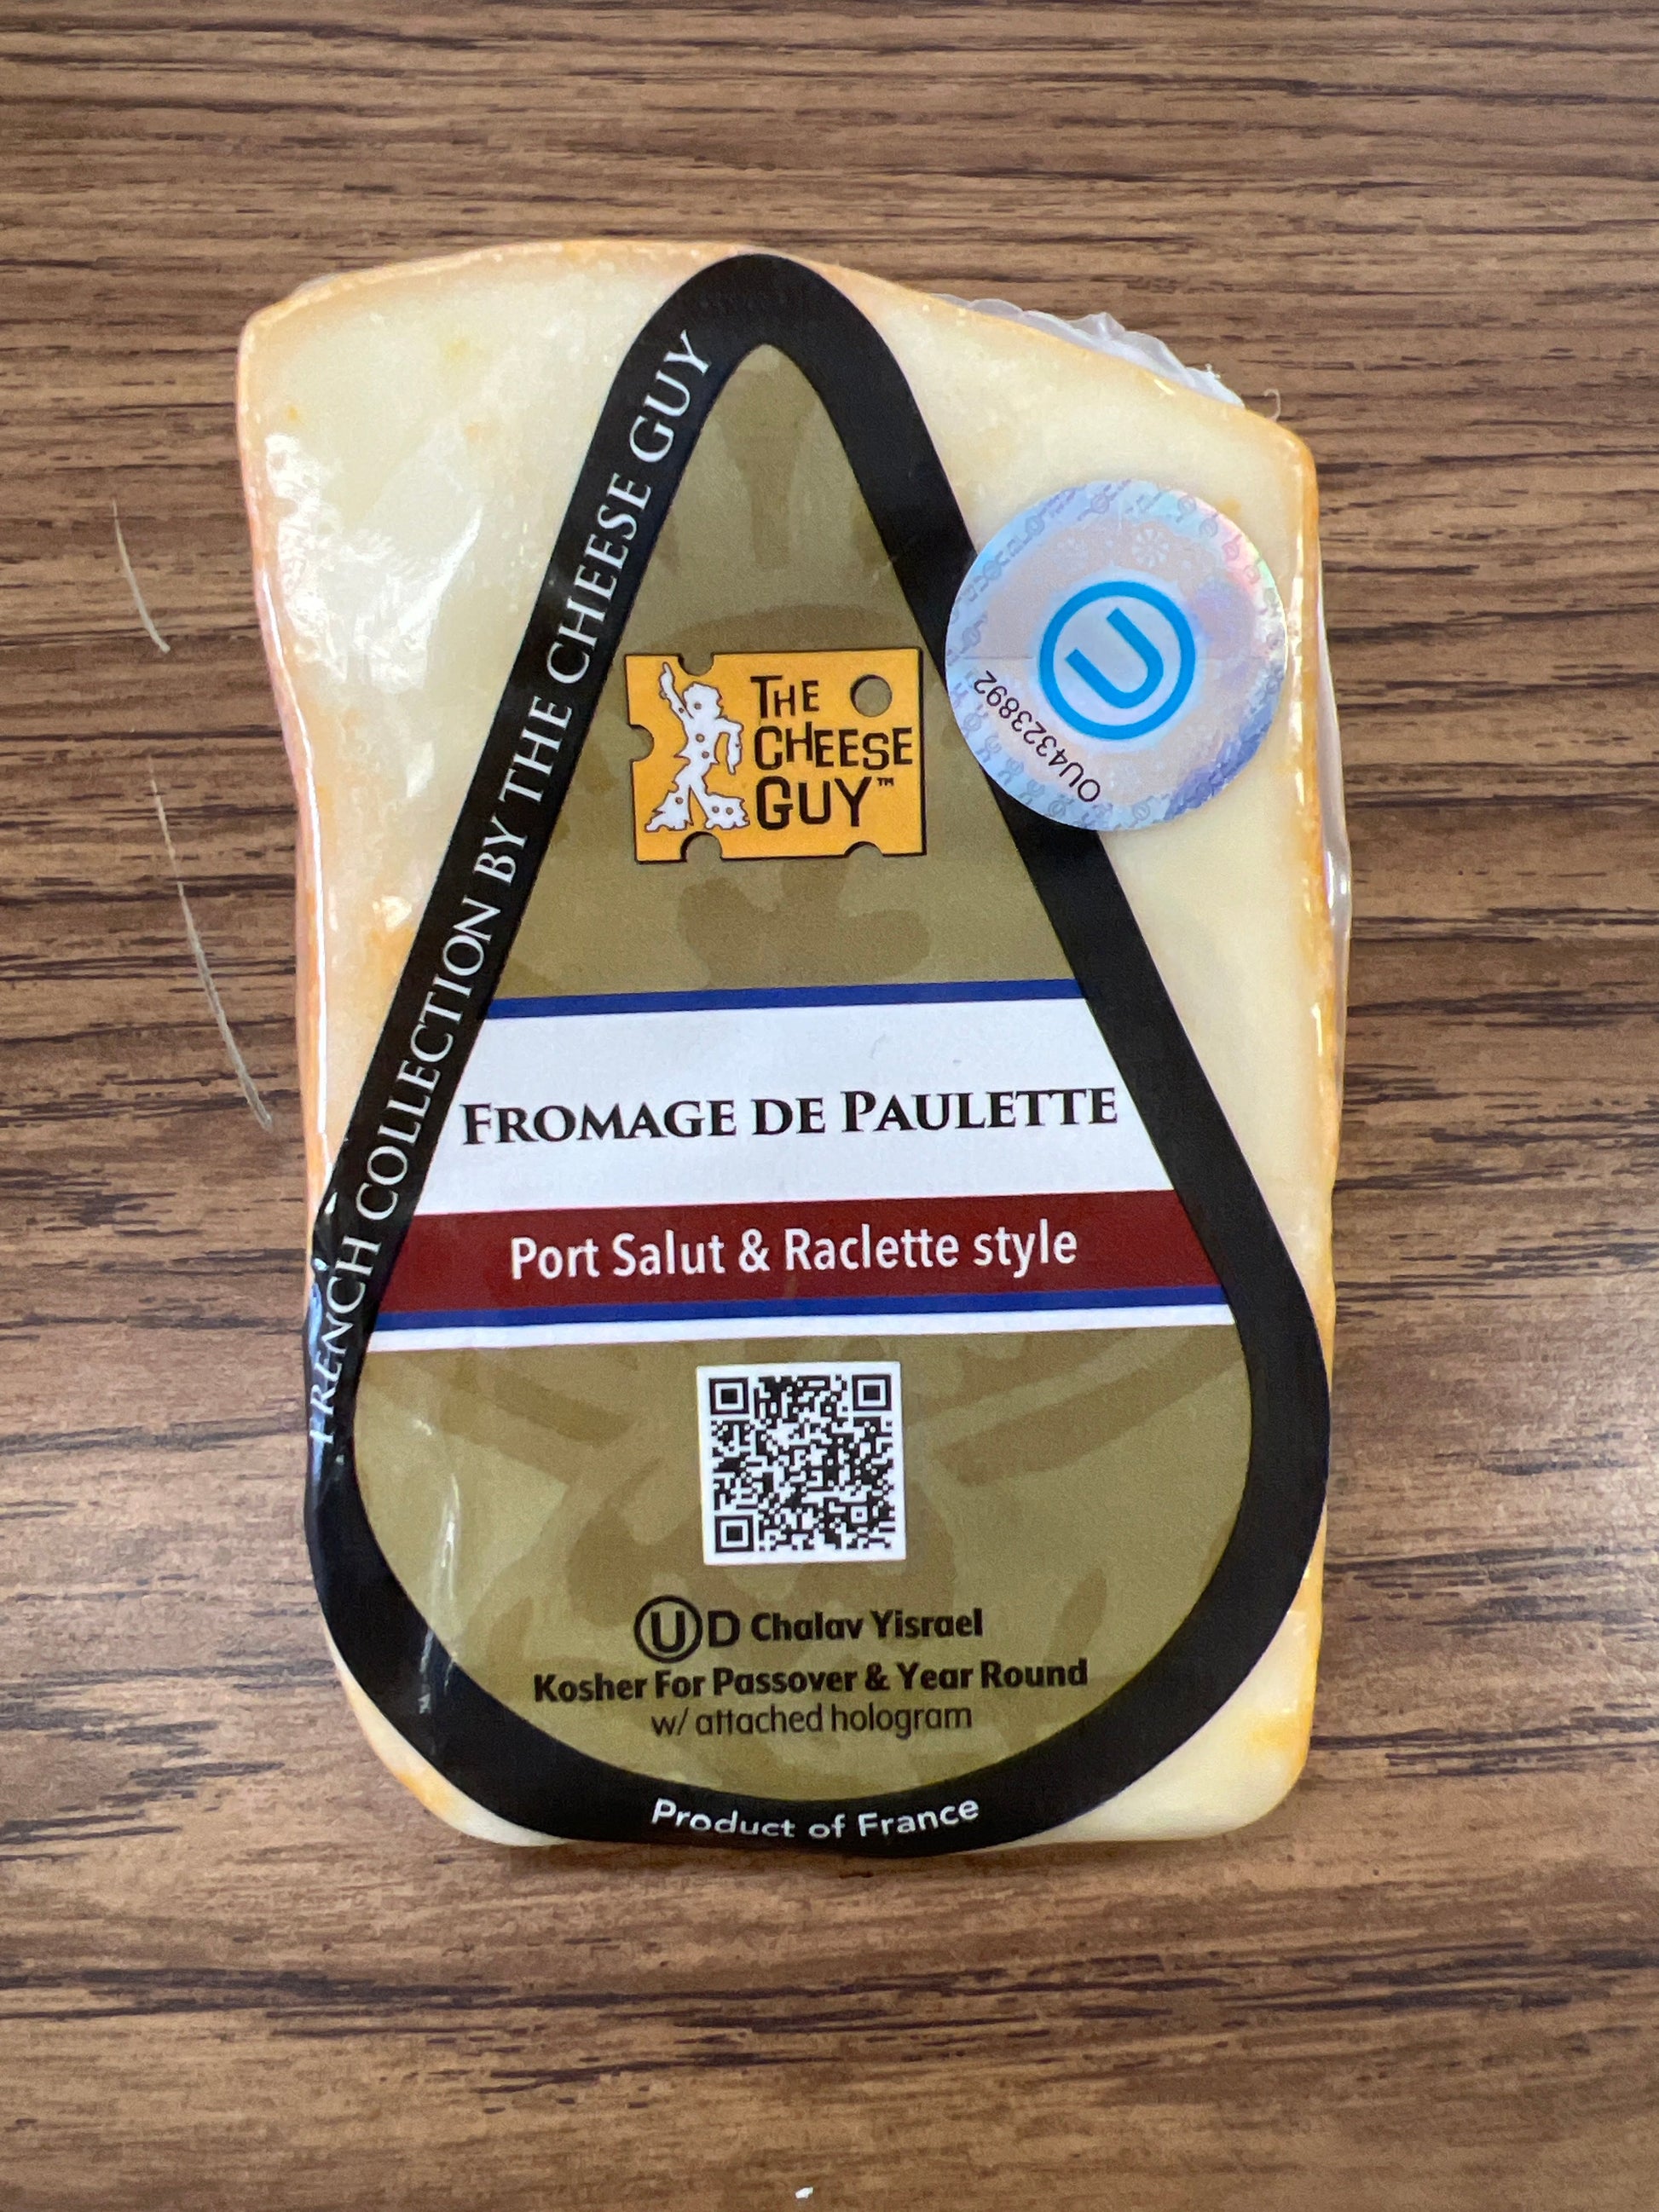 FRENCH COLLECTION BY THE CHEESE GUY
THE
CHEESE
GUY™
U
OU4323892
FROMAGE DE PAULETTE
Port Salut & Raclette style
Ⓤ D Chalav Yisrael
Kosher For Passover & Year Round
w/ attached hologram
Product of France